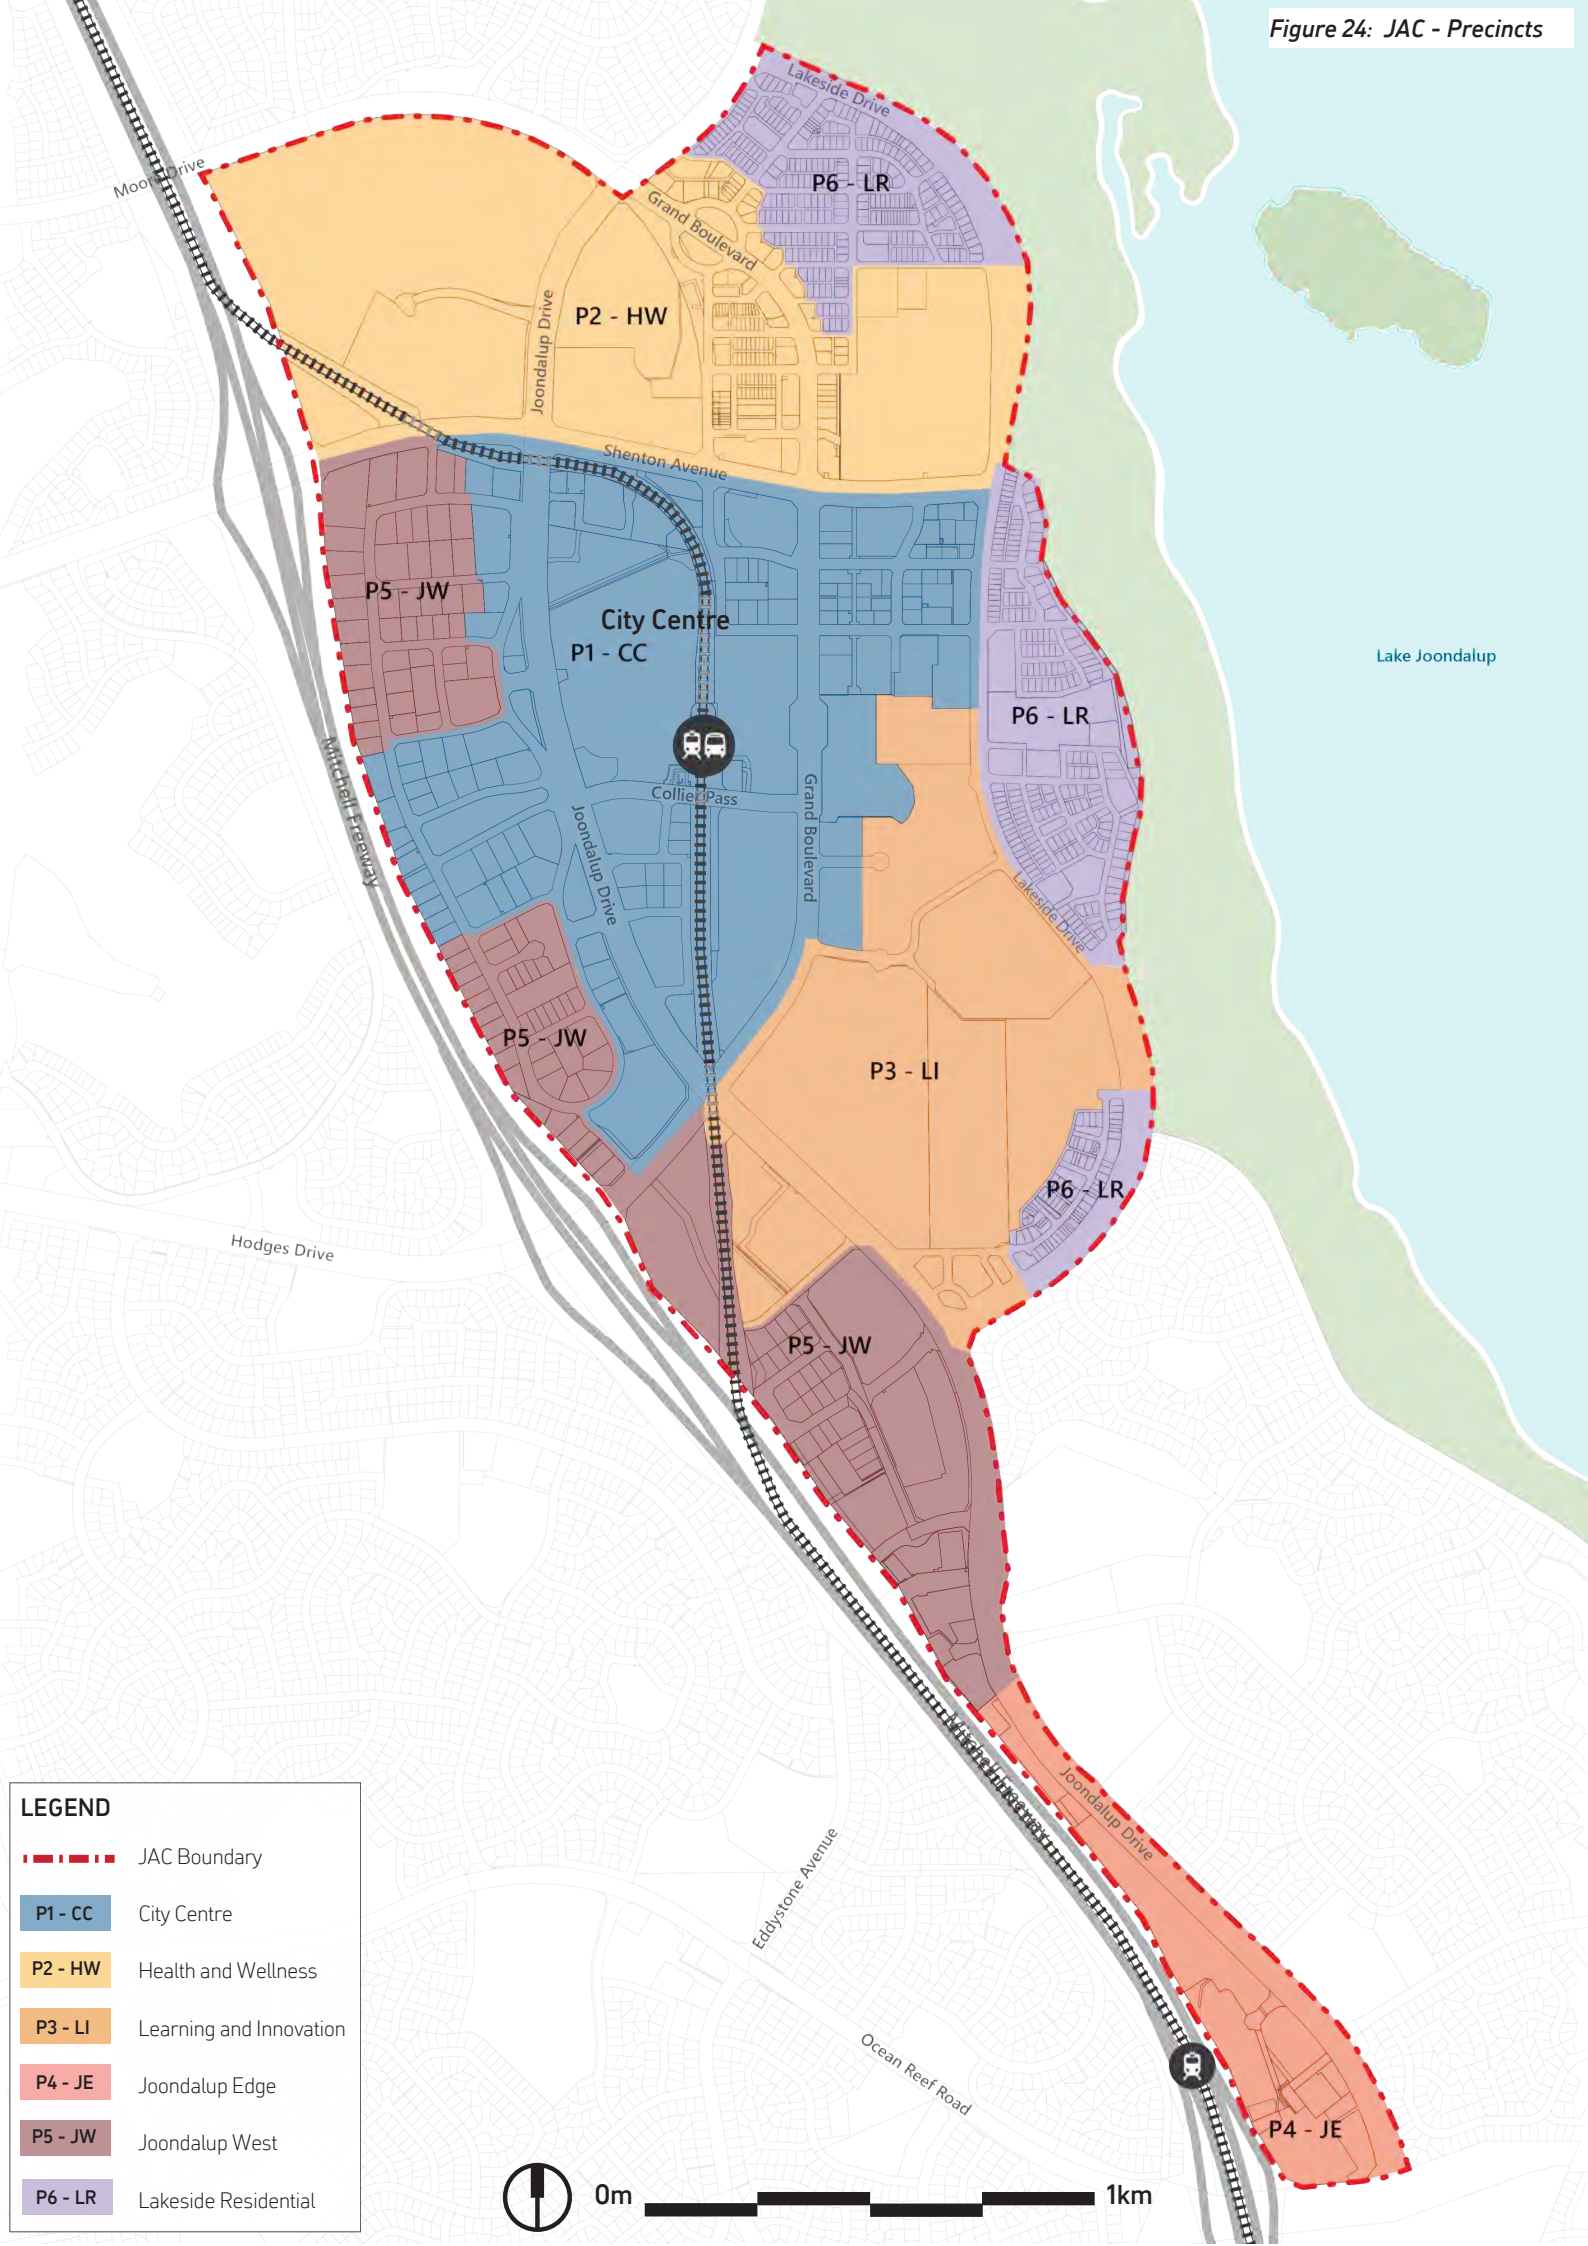 Figure 24: JAC - Precincts
Lakeside Drive
Moore Drive
P6 - LR
Grand Boulevard
Joondalup Drive
P2 - HW
Shenton Avenue
P5 - JW
City Centre
P1 - CC
Lake Joondalup
P6 - LR
Mitchell Freeway
Collier Pass
Grand Boulevard
Joondalup Drive
Lakeside Drive
P5 - JW
P3 - LI
P6 - LR
Hodges Drive
P5 - JW
Mitchell Freeway
Joondalup Drive
Eddystone Avenue
Ocean Reef Road
P4 - JE
LEGEND
JAC Boundary
P1 - CC City Centre
P2 - HW Health and Wellness
P3 - LI Learning and Innovation
P4 - JE Joondalup Edge
P5 - JW Joondalup West
P6 - LR Lakeside Residential
0m 1km